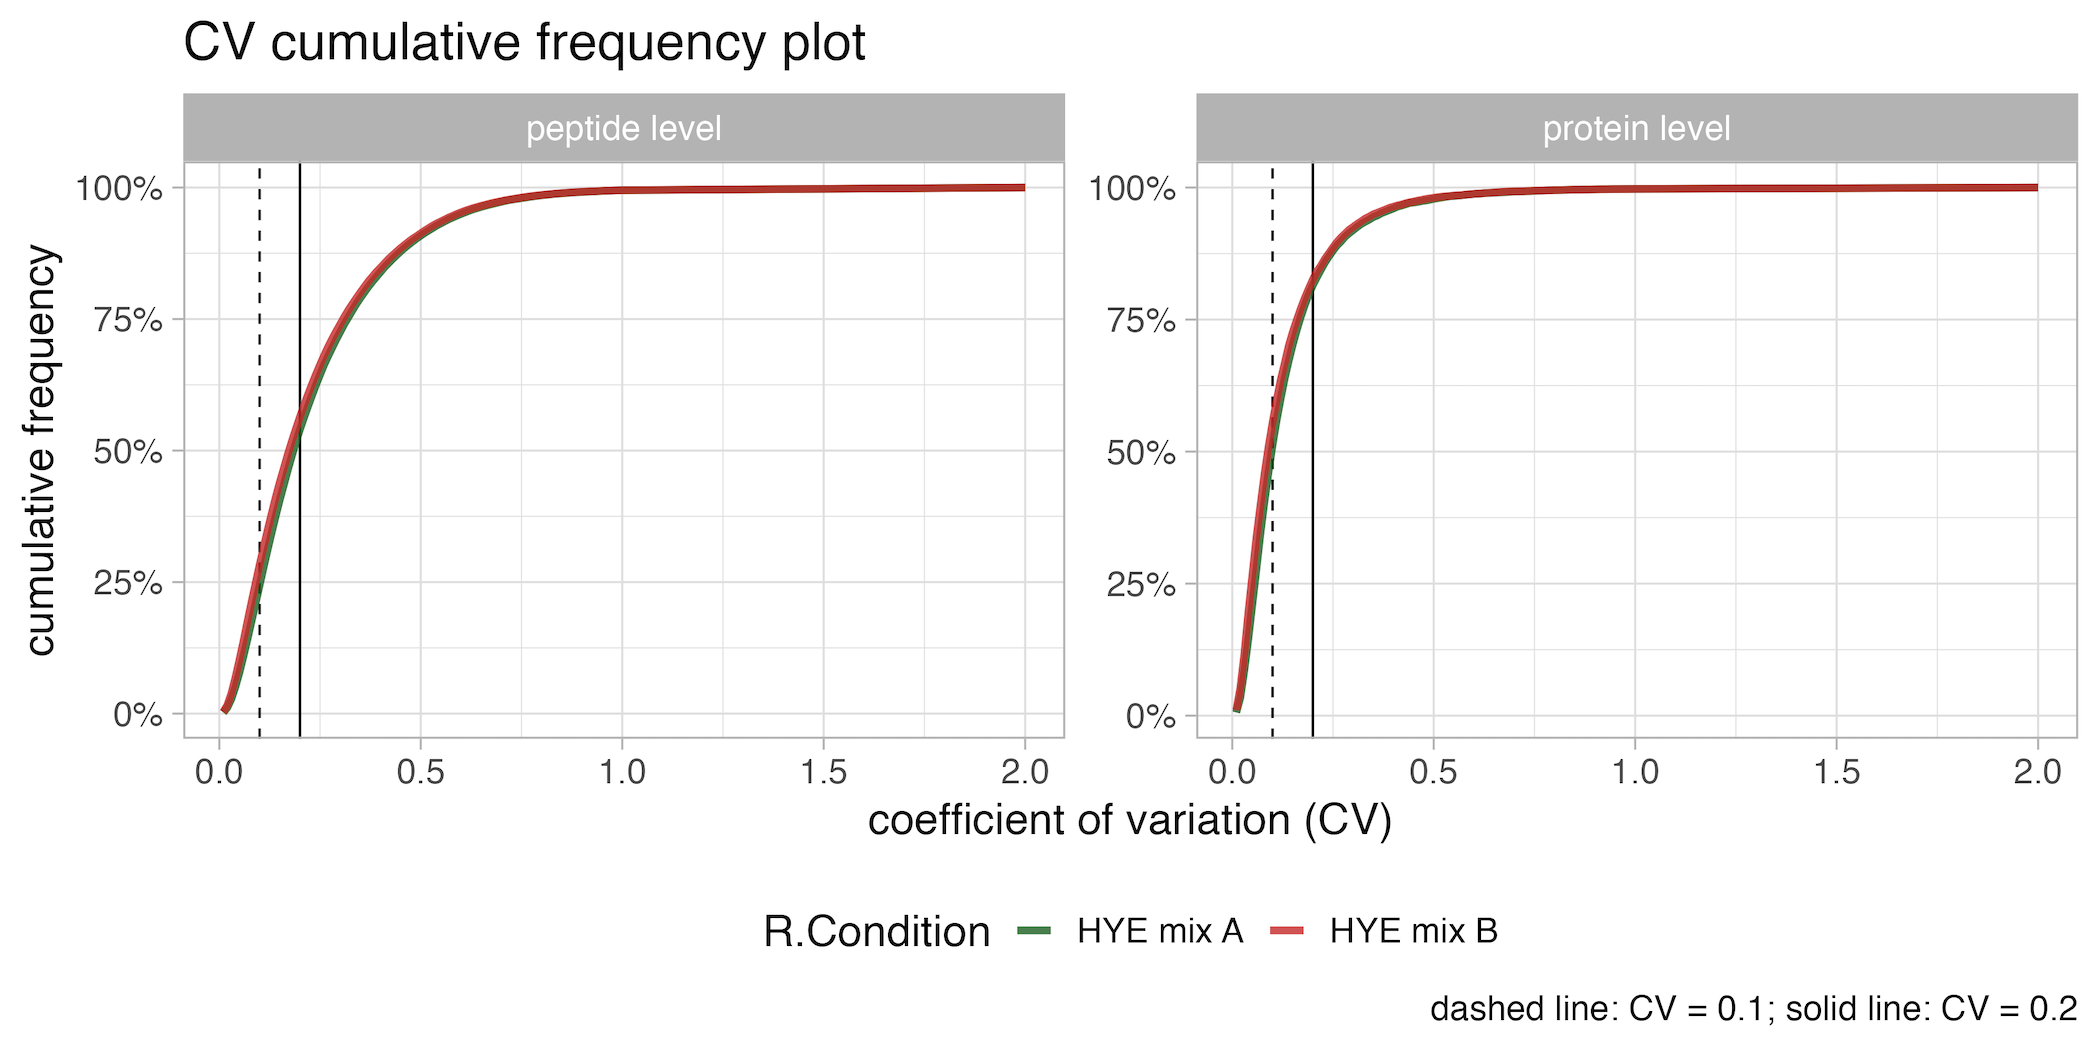 CV cumulative frequency plot
peptide level
protein level
cumulative frequency
100%
75%
50%
25%
0%
100%
75%
50%
25%
0%
0.0 0.5 1.0 1.5 2.0
0.0 0.5 1.0 1.5 2.0
coefficient of variation (CV)
R.Condition HYE mix A HYE mix B
dashed line: CV = 0.1; solid line: CV = 0.2